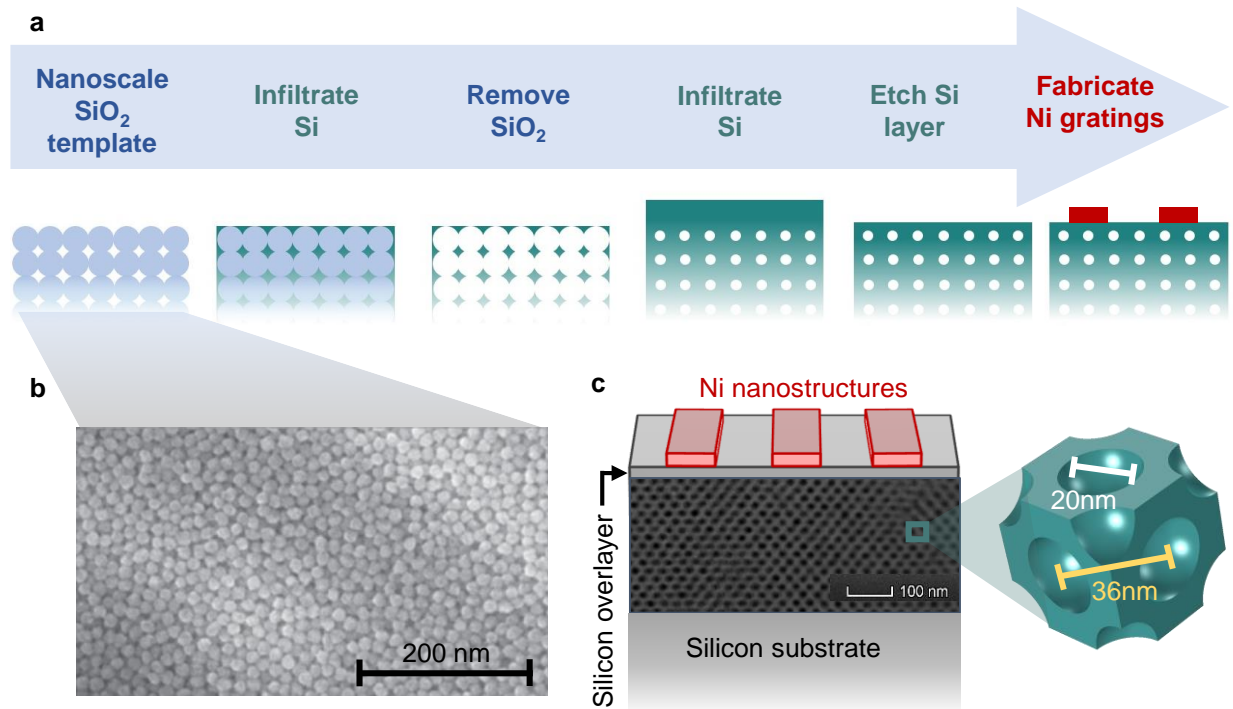 a
Nanoscale
SiO₂
template
Infiltrate
Si
Remove
SiO₂
Infiltrate
Si
Etch Si
layer
Fabricate
Ni gratings
b
200 nm
c
Ni nanostructures
Silicon overlayer
100 nm
Silicon substrate
20nm
36nm